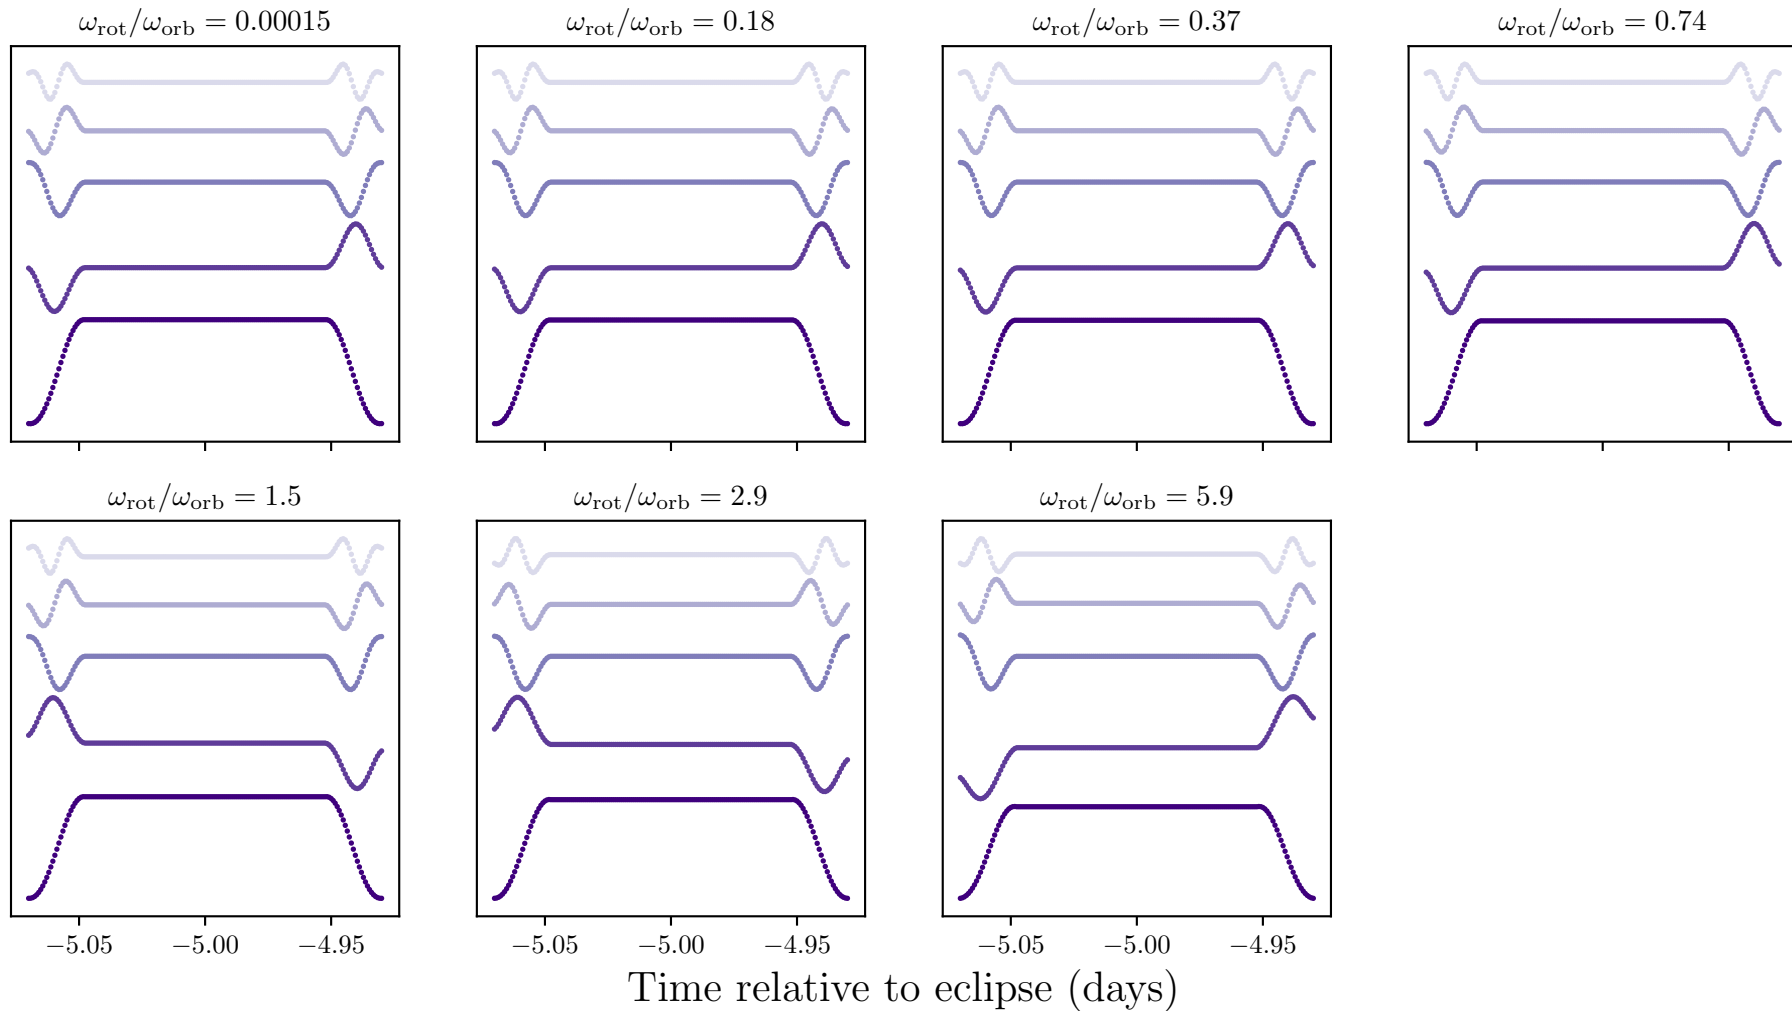 ω_rot/ω_orb = 0.00015
ω_rot/ω_orb = 0.18
ω_rot/ω_orb = 0.37
ω_rot/ω_orb = 0.74
ω_rot/ω_orb = 1.5
ω_rot/ω_orb = 2.9
ω_rot/ω_orb = 5.9
−5.05 −5.00 −4.95
−5.05 −5.00 −4.95
−5.05 −5.00 −4.95
Time relative to eclipse (days)